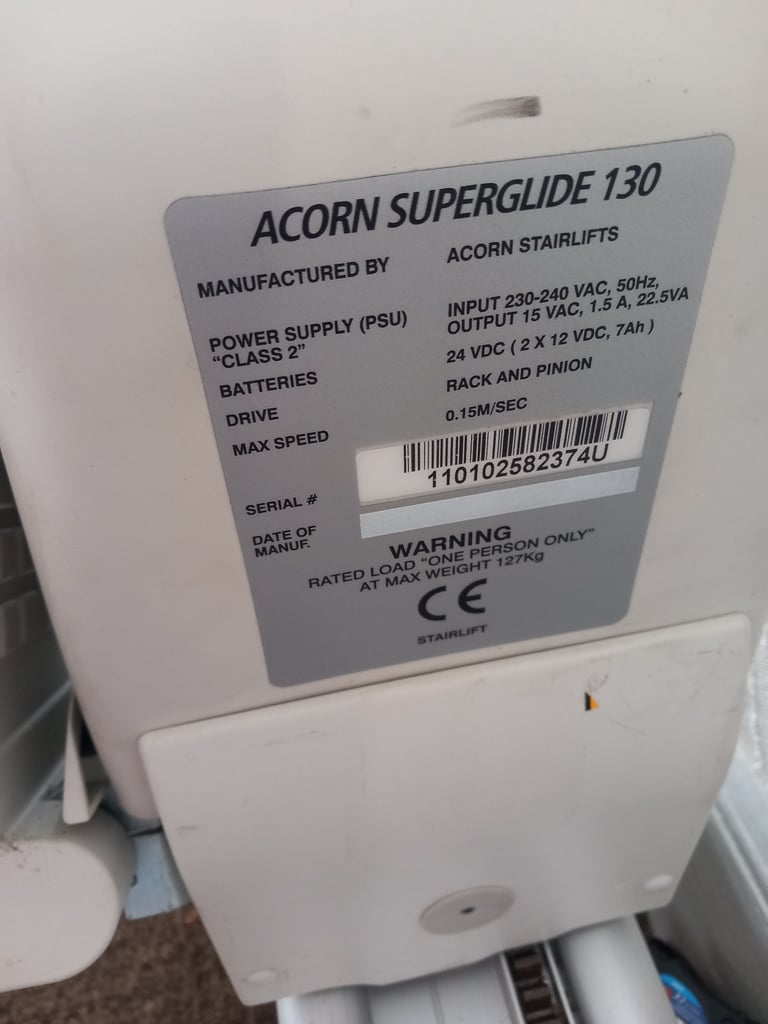 ACORN SUPERGLIDE 130
MANUFACTURED BY ACORN STAIRLIFTS
POWER SUPPLY (PSU) INPUT 230-240 VAC, 50Hz,
"CLASS 2" OUTPUT 15 VAC, 1.5 A, 22.5VA
BATTERIES 24 VDC ( 2 X 12 VDC, 7Ah )
DRIVE RACK AND PINION
MAX SPEED 0.15M/SEC
SERIAL # 110102582374U
DATE OF
MANUF.
WARNING
RATED LOAD "ONE PERSON ONLY"
AT MAX WEIGHT 127Kg
CE
STAIRLIFT